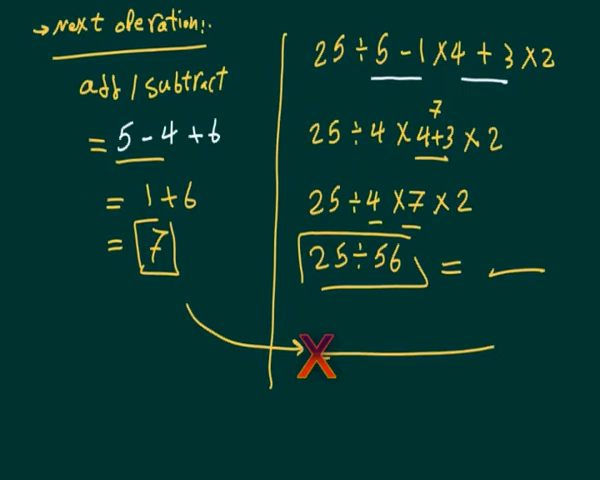 → Next oleration:.
add / subtract
= 5 - 4 + 6
= 1 + 6
= 7
25 ÷ 5 - 1 × 4 + 3 × 2
7
25 ÷ 4 × 4+3 × 2
25 ÷ 4 × 7 × 2
25 ÷ 56 =
X